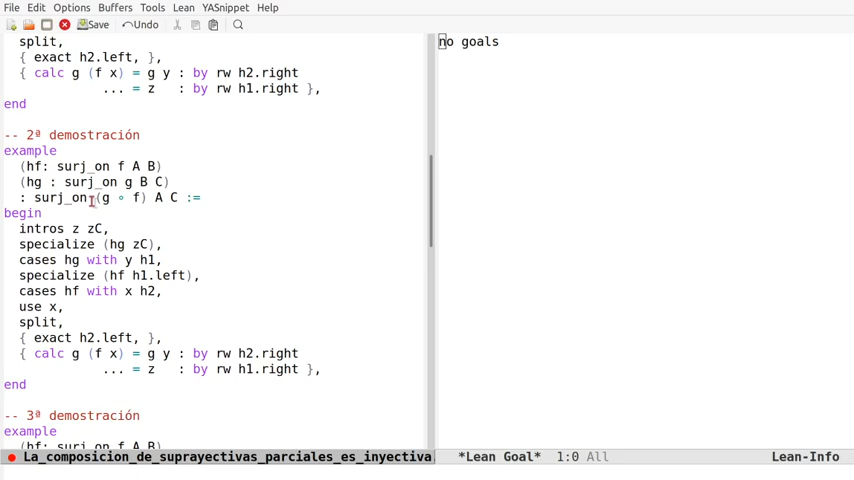 File Edit Options Buffers Tools Lean YASnippet Help
Save Undo
split,
{ exact h2.left, },
{ calc g (f x) = g y : by rw h2.right
... = z : by rw h1.right },
end
-- 2ª demostración
example
(hf: surj_on f A B)
(hg : surj_on g B C)
: surj_on (g ∘ f) A C :=
begin
intros z zC,
specialize (hg zC),
cases hg with y h1,
specialize (hf h1.left),
cases hf with x h2,
use x,
split,
{ exact h2.left, },
{ calc g (f x) = g y : by rw h2.right
... = z : by rw h1.right },
end
-- 3ª demostración
example
(hf: surj_on f A B)
La_composicion_de_suprayectivas_parciales_es_inyectiva.
no goals
*Lean Goal* 1:0 All Lean-Info